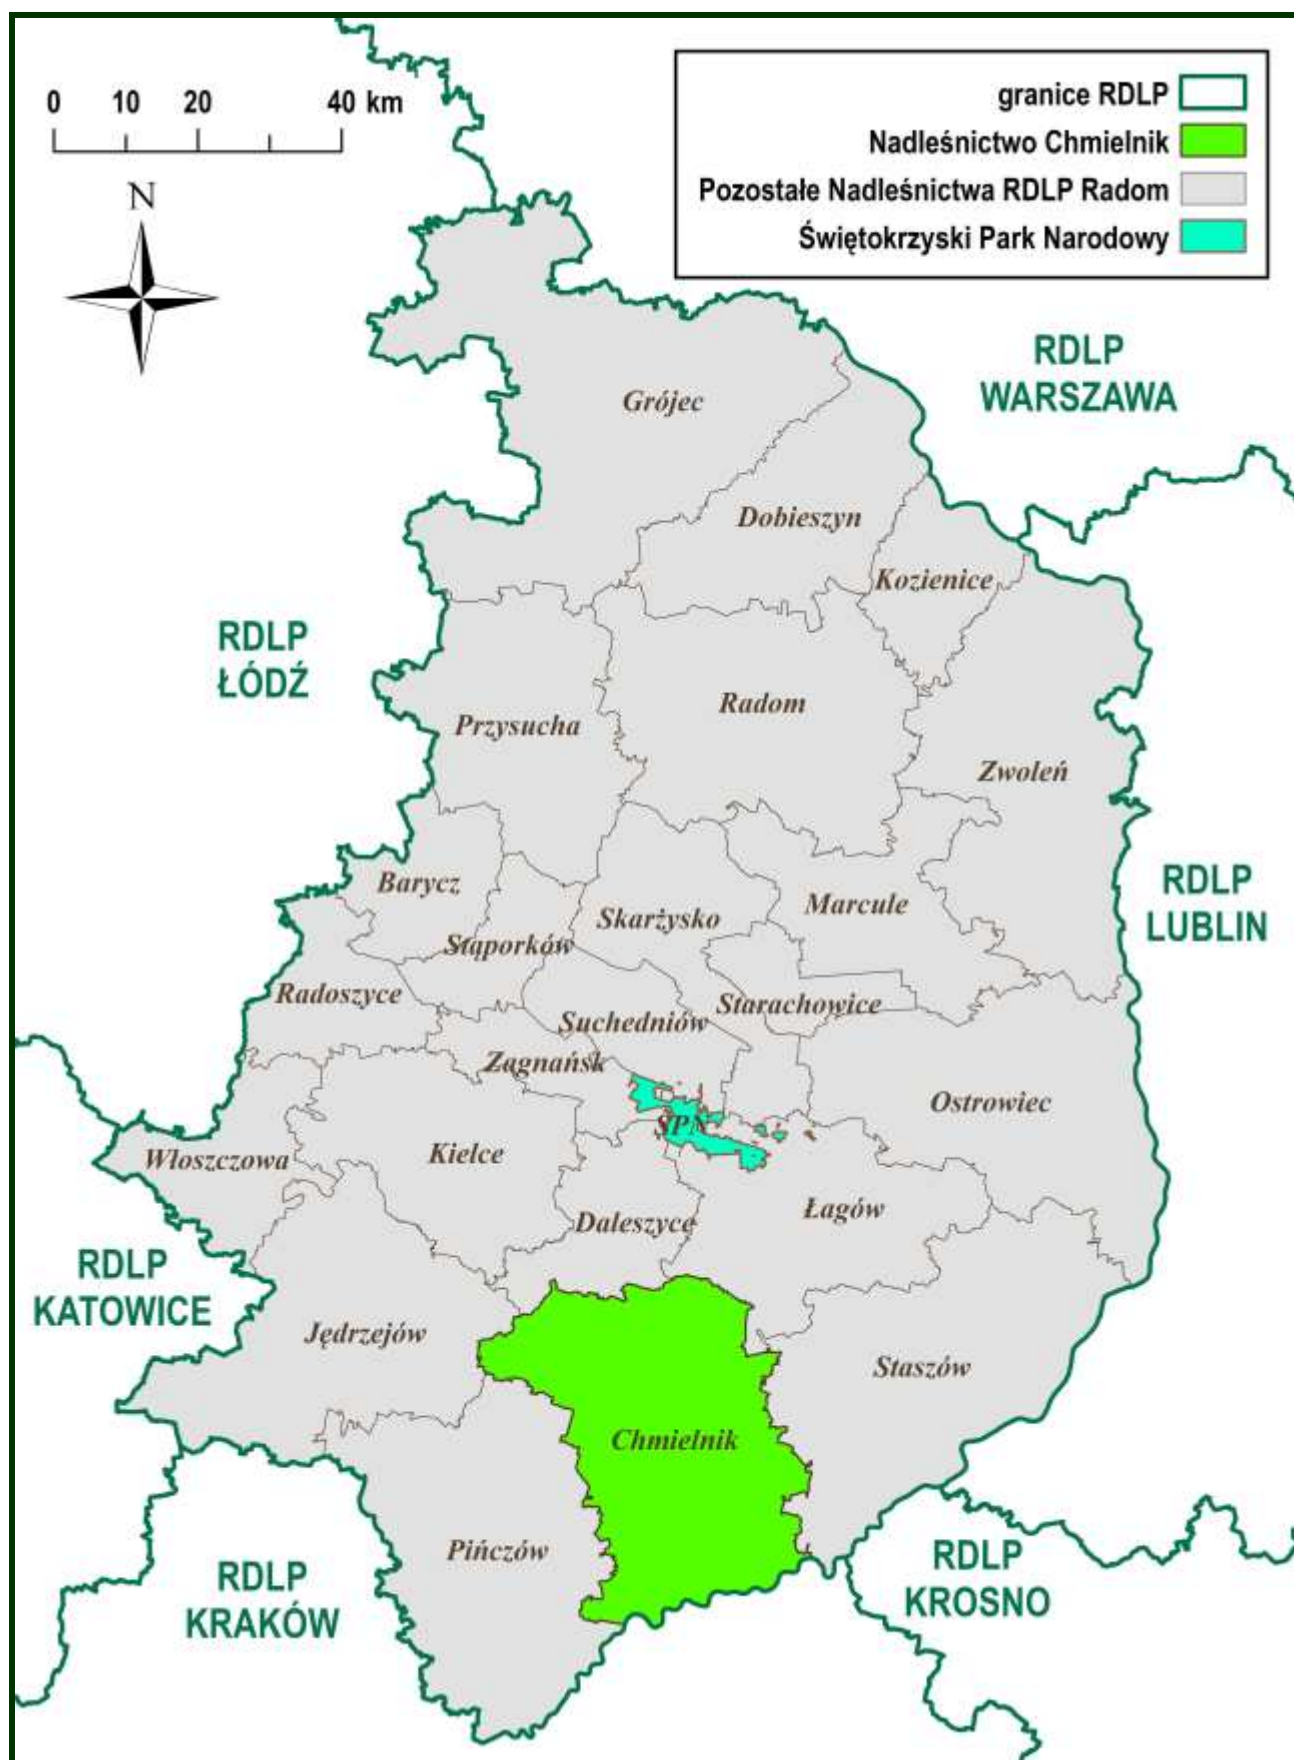 0 10 20 40 km
N
granice RDLP
Nadleśnictwo Chmielnik
Pozostałe Nadleśnictwa RDLP Radom
Świętokrzyski Park Narodowy
RDLP
WARSZAWA
Grójec
Dobieszyn
Kozienice
RDLP
ŁÓDŹ
Radom
Przysucha
Zwoleń
Barycz
RDLP
LUBLIN
Marcule
Skarżysko
Stąporków
Radoszyce
Starachowice
Suchedniów
Zagnańsk
Ostrowiec
ŚPN
Włoszczowa
Kielce
Łagów
Daleszyce
RDLP
KATOWICE
Jędrzejów
Staszów
Chmielnik
Pińczów
RDLP
KROSNO
RDLP
KRAKÓW